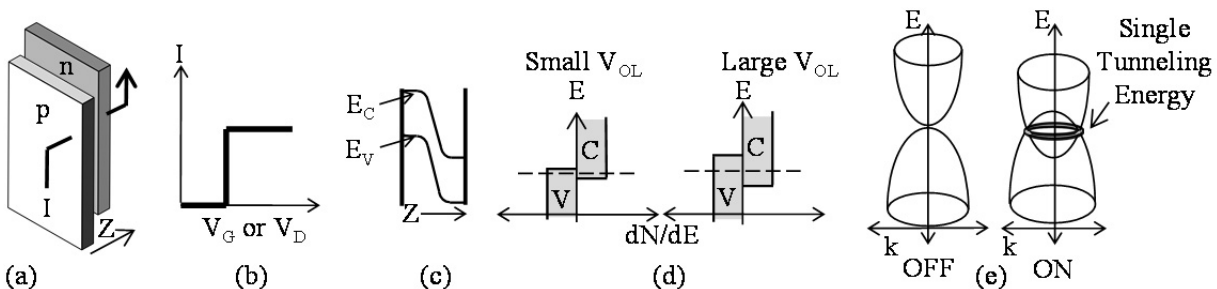 n
p
I
Z
(a)
I
V_G or V_D
(b)
E_C
E_V
Z
(c)
Small V_OL
E
C
V
Large V_OL
E
C
V
dN/dE
(d)
E
k
OFF
E
Single
Tunneling
Energy
k
ON
(e)